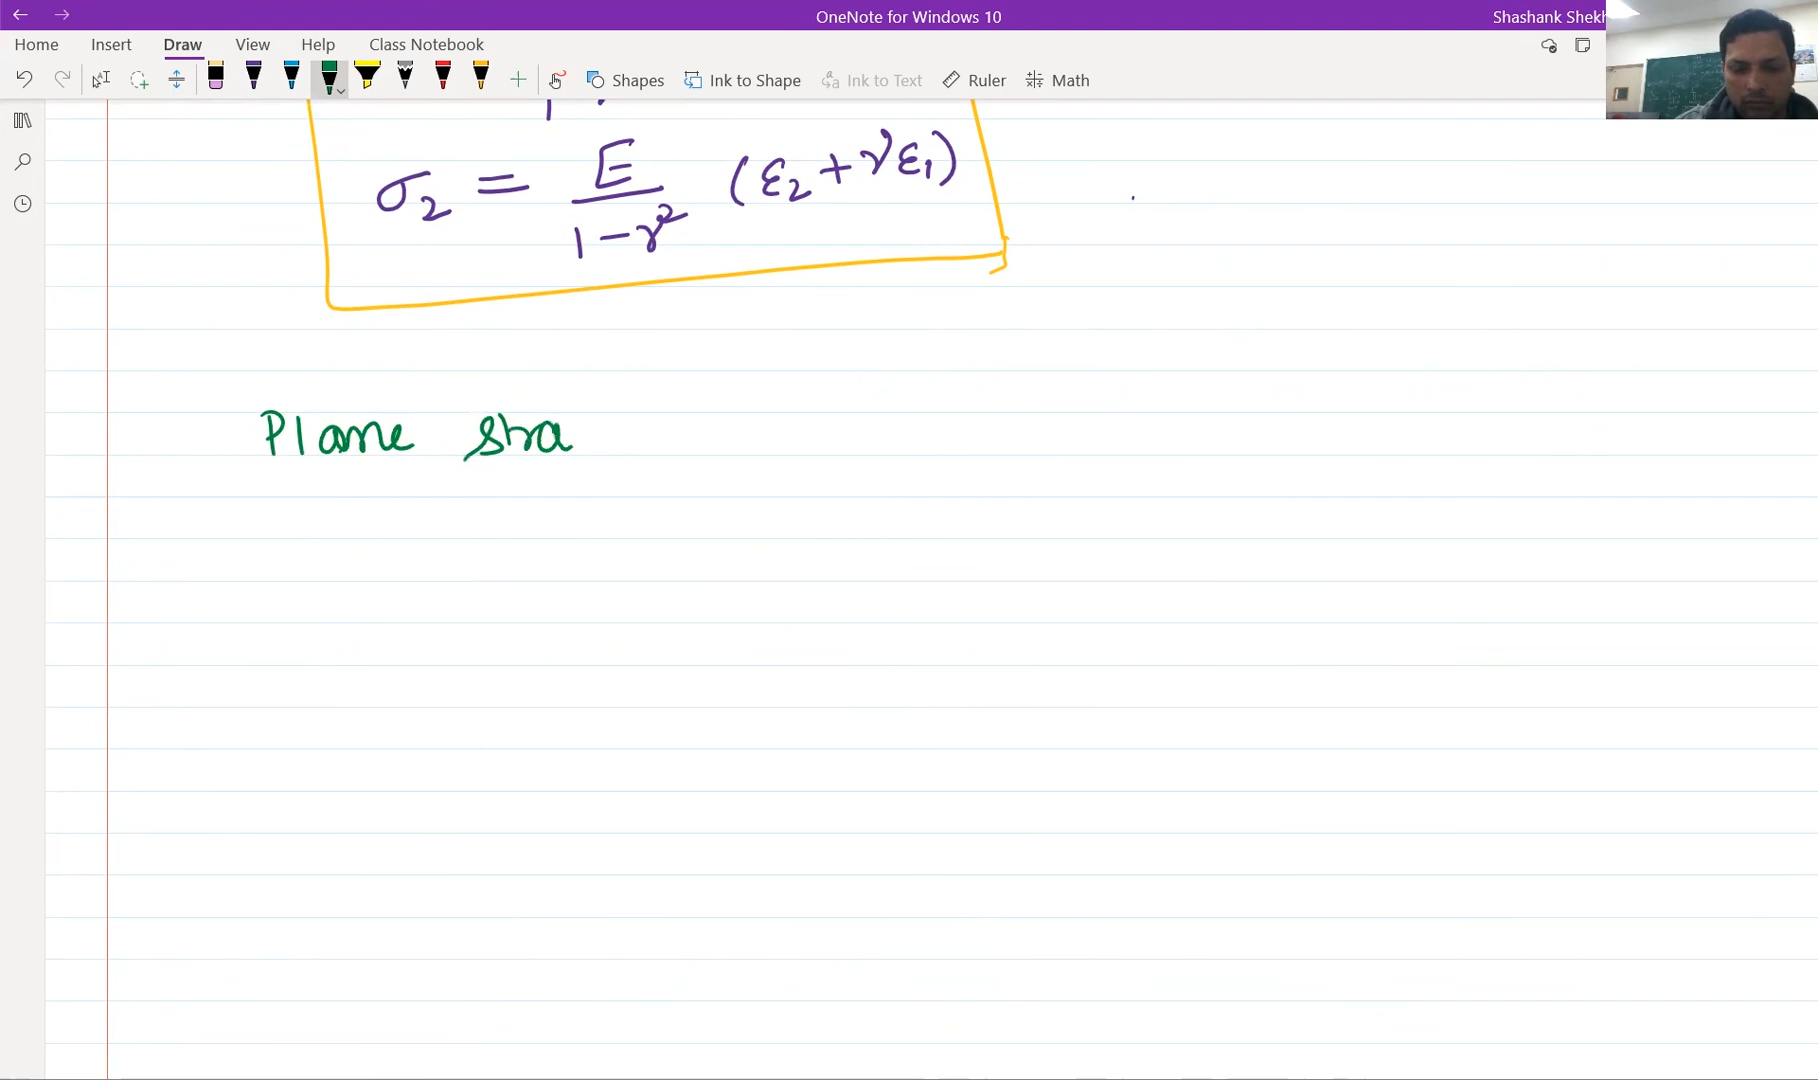 OneNote for Windows 10
Shashank Shekh
Home Insert Draw View Help Class Notebook
Shapes Ink to Shape Ink to Text Ruler Math
σ₂ = E / (1 − ν²) (ε₂ + νε₁)
Plane stra